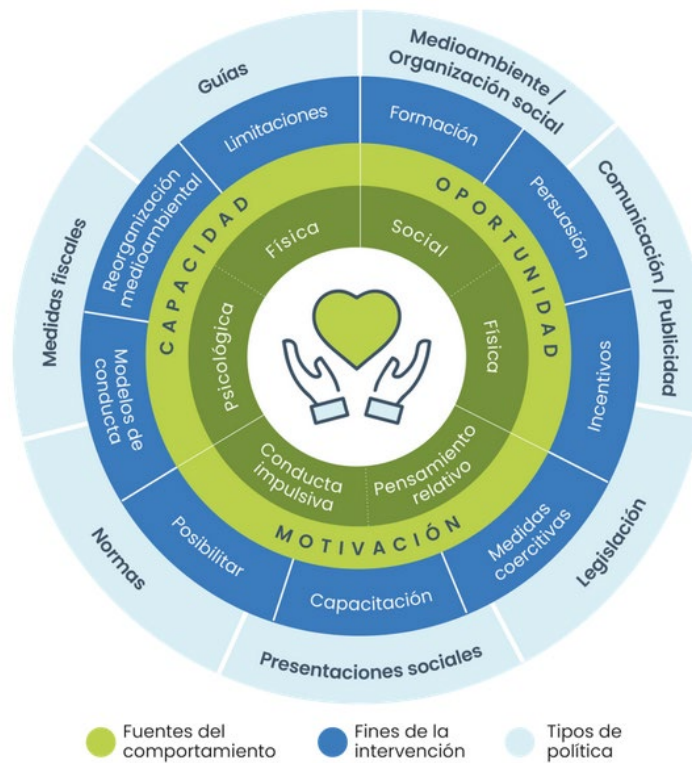 Guías
Medioambiente /
Organización social
Comunicación / Publicidad
Legislación
Presentaciones sociales
Normas
Medidas fiscales
Limitaciones
Formación
Persuasión
Incentivos
Medidas
coercitivas
Capacitación
Posibilitar
Modelos de
conducta
Reorganización
medioambiental
CAPACIDAD
OPORTUNIDAD
MOTIVACIÓN
Física
Social
Física
Pensamiento
relativo
Conducta
impulsiva
Psicológica
Fuentes del
comportamiento
Fines de la
intervención
Tipos de
política